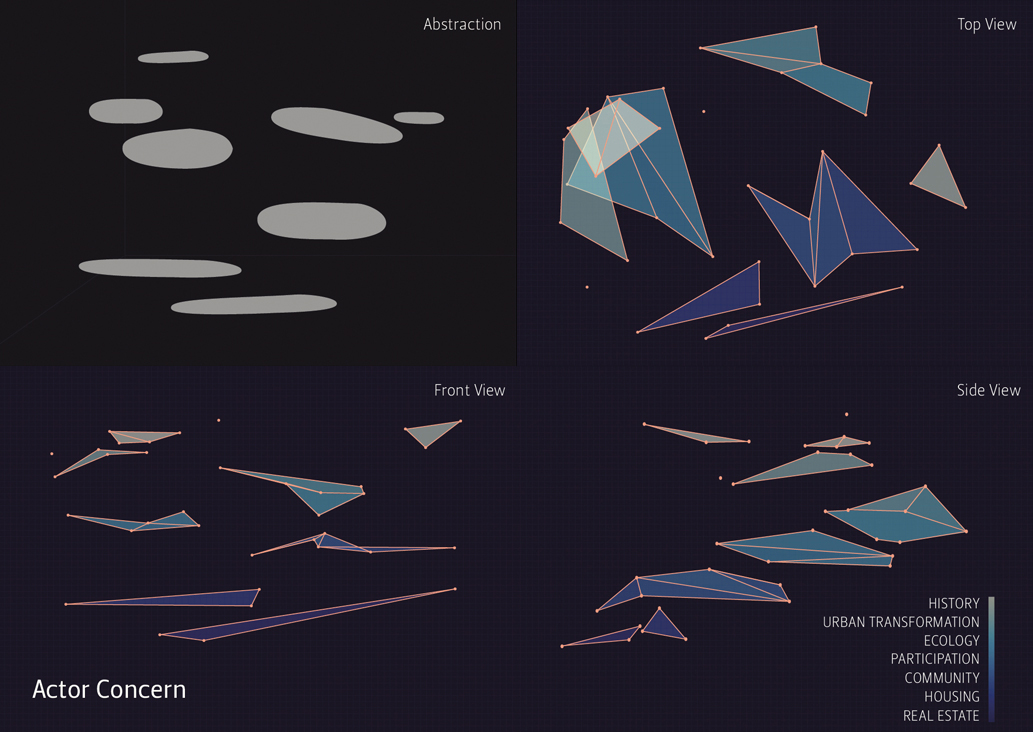 Abstraction
Top View
Front View
Side View
HISTORY
URBAN TRANSFORMATION
ECOLOGY
PARTICIPATION
COMMUNITY
HOUSING
REAL ESTATE
Actor Concern